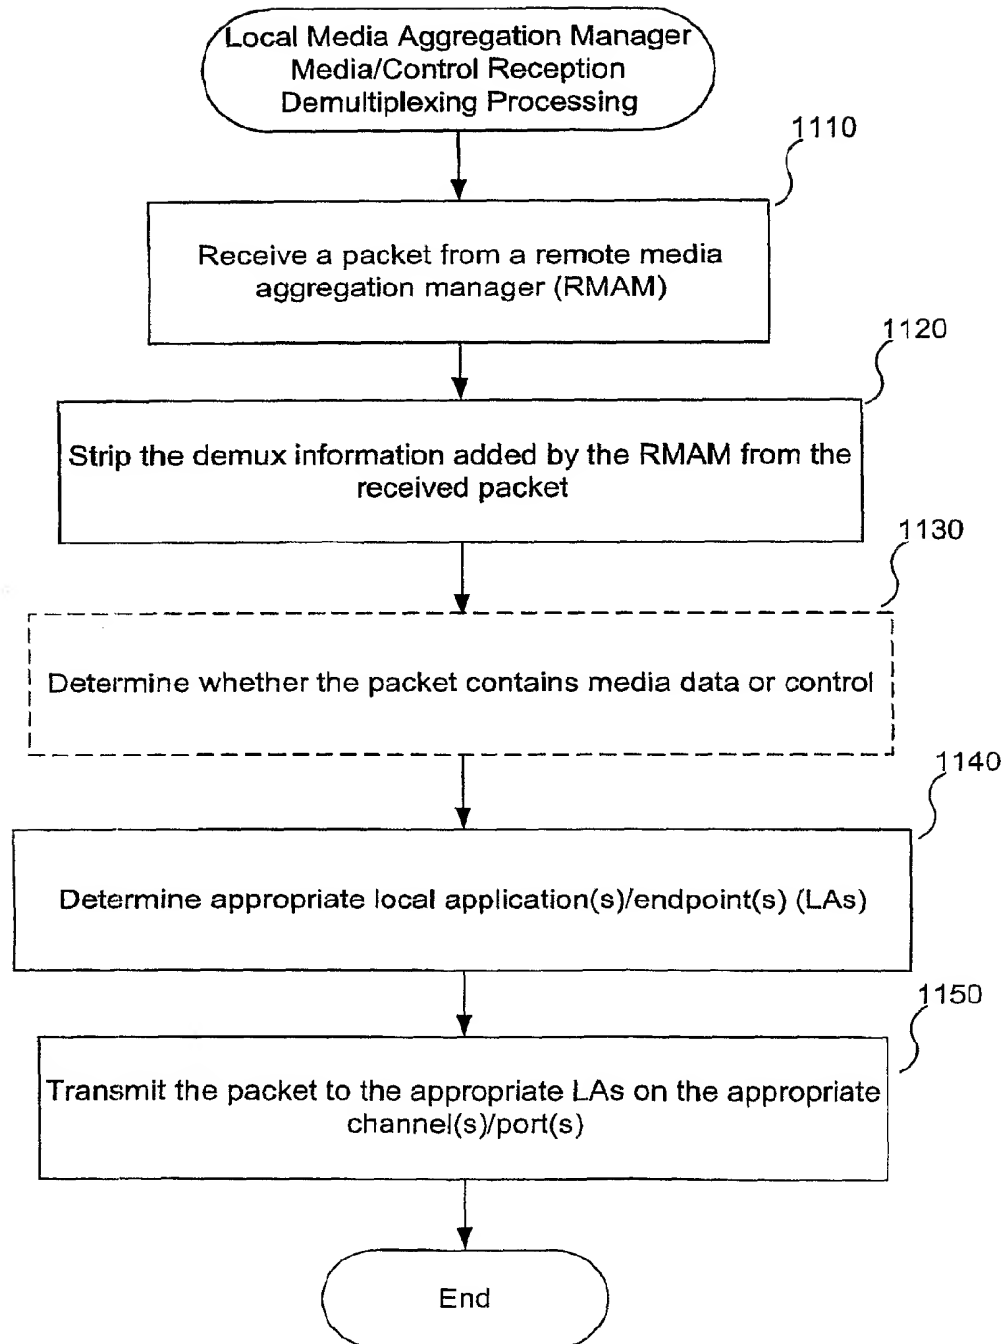 Local Media Aggregation Manager
Media/Control Reception
Demultiplexing Processing
1110
Receive a packet from a remote media
aggregation manager (RMAM)
1120
Strip the demux information added by the RMAM from the
received packet
1130
Determine whether the packet contains media data or control
1140
Determine appropriate local application(s)/endpoint(s) (LAs)
1150
Transmit the packet to the appropriate LAs on the appropriate
channel(s)/port(s)
End